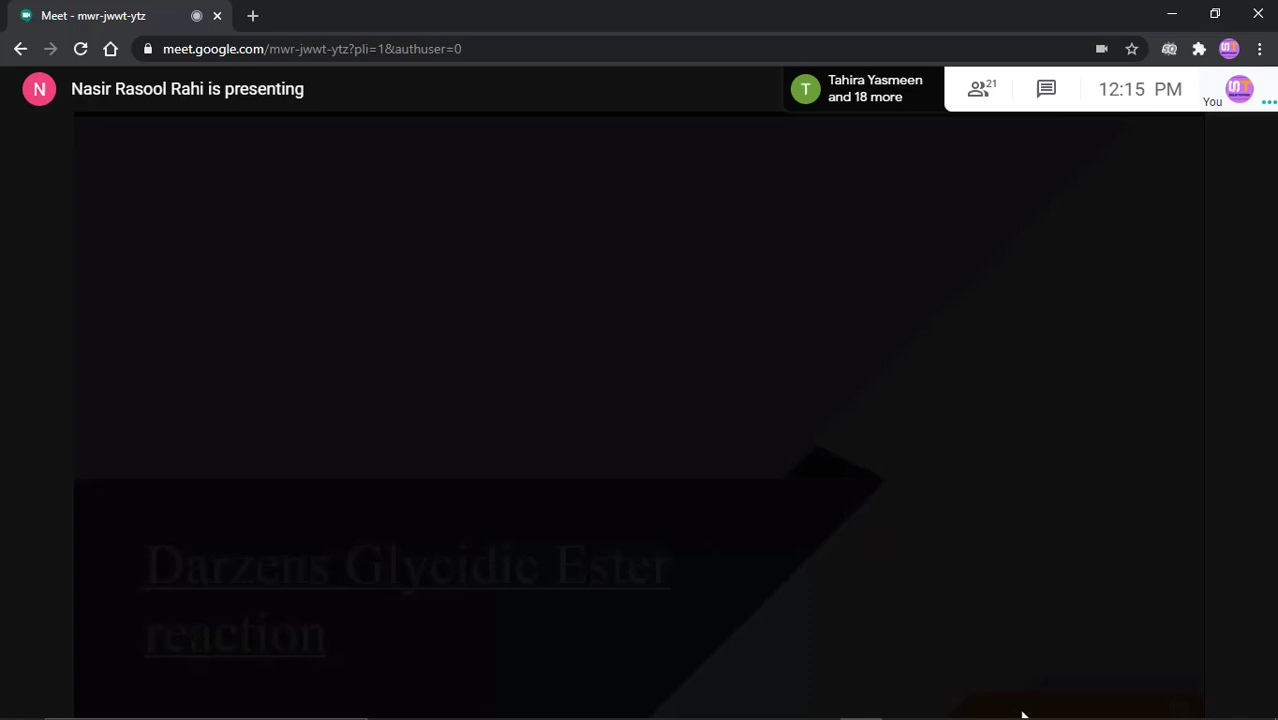 Meet - mwr-jwwt-ytz
meet.google.com/mwr-jwwt-ytz?pli=1&authuser=0
N
Nasir Rasool Rahi is presenting
T
Tahira Yasmeen
and 18 more
21
12:15 PM
You
Darzens Glycidic Ester
reaction